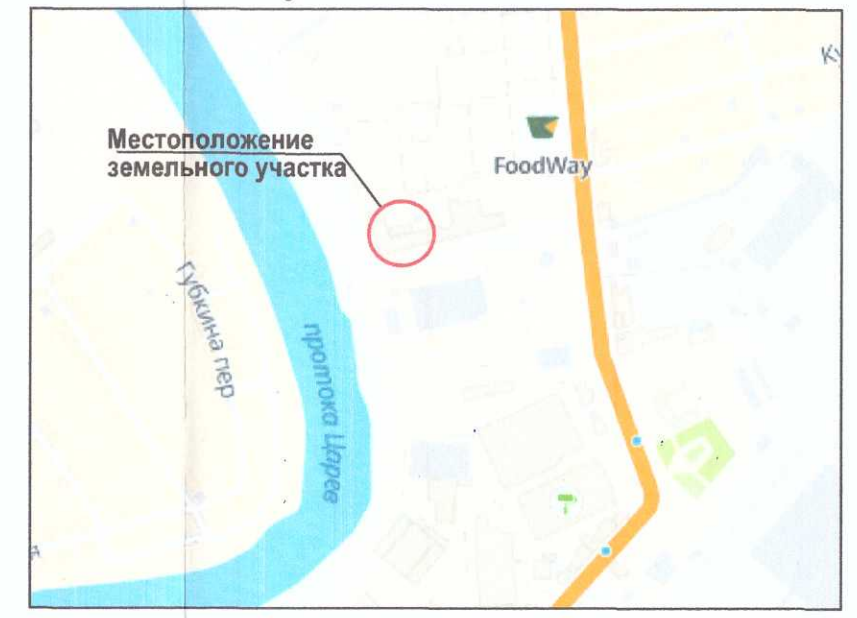 Местоположение
земельного участка
FoodWay
Губкина пер
протока Царев